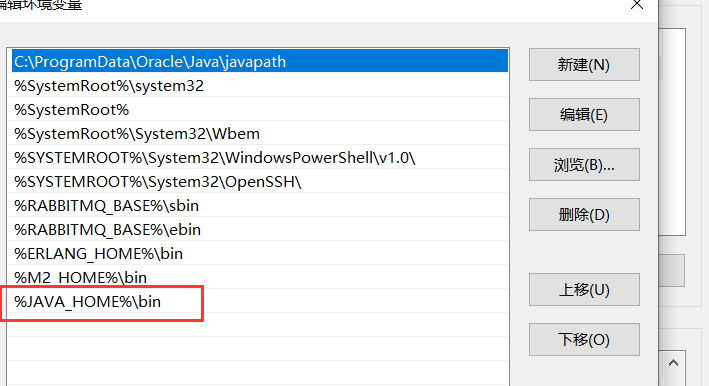 编辑环境变量
C:\ProgramData\Oracle\Java\javapath
%SystemRoot%\system32
%SystemRoot%
%SystemRoot%\System32\Wbem
%SYSTEMROOT%\System32\WindowsPowerShell\v1.0\
%SYSTEMROOT%\System32\OpenSSH\
%RABBITMQ_BASE%\sbin
%RABBITMQ_BASE%\ebin
%ERLANG_HOME%\bin
%M2_HOME%\bin
%JAVA_HOME%\bin
新建(N)
编辑(E)
浏览(B)...
删除(D)
上移(U)
下移(O)